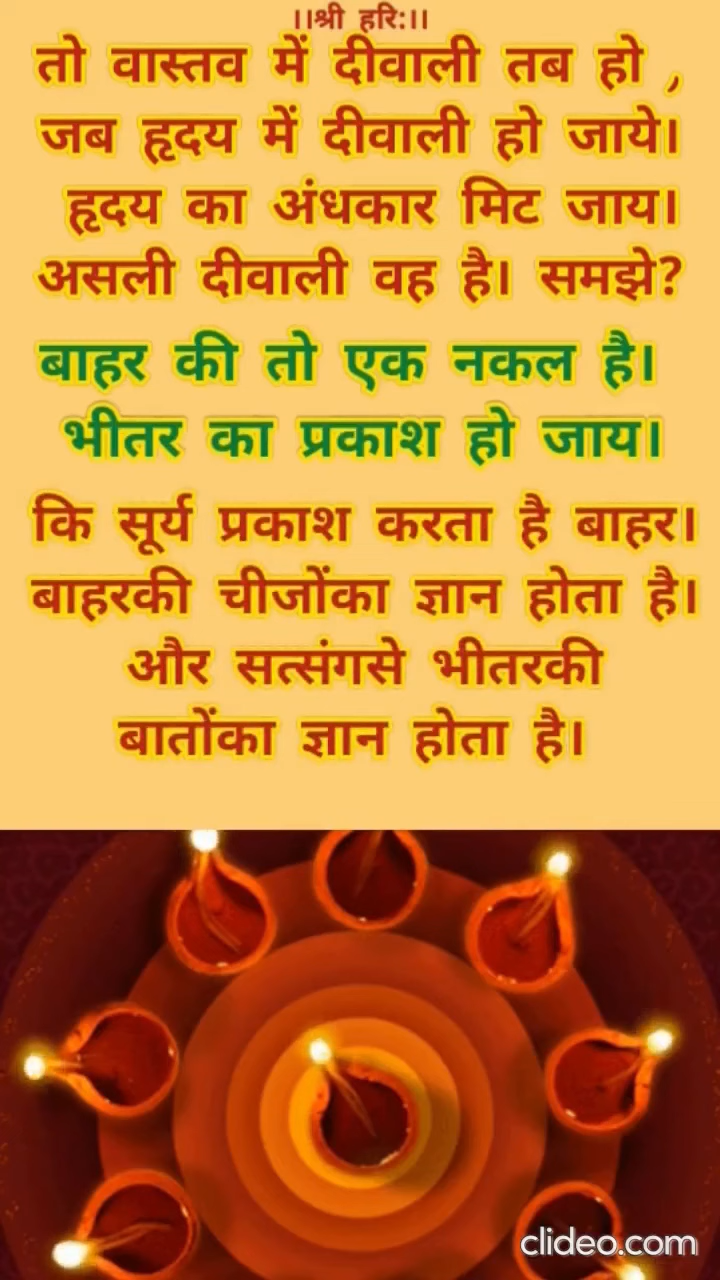 ।।श्री हरि:।।
तो वास्तव में दीवाली तब हो ,
जब हृदय में दीवाली हो जाये।
हृदय का अंधकार मिट जाय।
असली दीवाली वह है। समझे?
बाहर की तो एक नकल है।
भीतर का प्रकाश हो जाय।
कि सूर्य प्रकाश करता है बाहर।
बाहरकी चीजोंका ज्ञान होता है।
और सत्संगसे भीतरकी
बातोंका ज्ञान होता है।
clideo.com